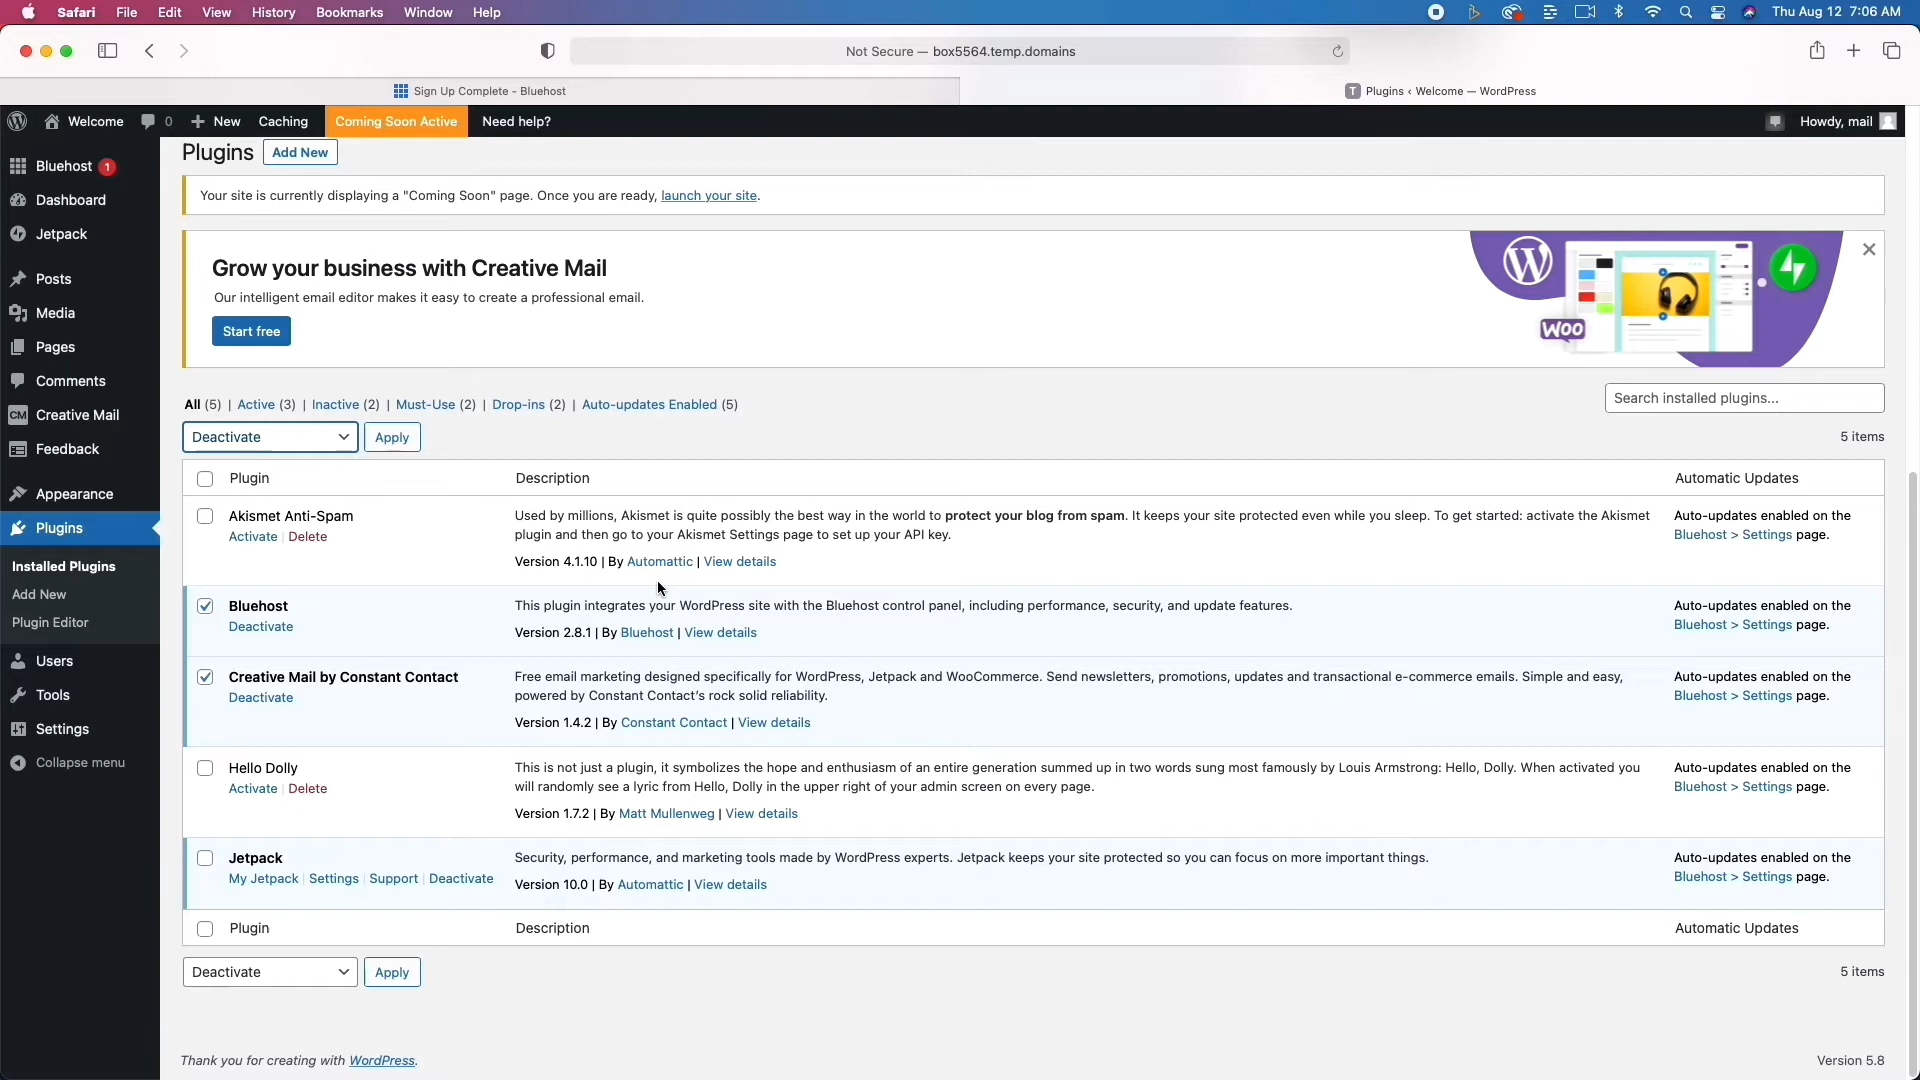 Safari File Edit View History Bookmarks Window Help
Thu Aug 12 7:06 AM
Not Secure — box5564.temp.domains
Sign Up Complete - Bluehost
T Plugins ‹ Welcome — WordPress
Welcome 0 New Caching Coming Soon Active Need help?
Howdy, mail
Bluehost 1
Dashboard
Jetpack
Posts
Media
Pages
Comments
CM Creative Mail
Feedback
Appearance
Plugins
Installed Plugins
Add New
Plugin Editor
Users
Tools
Settings
Collapse menu
Plugins Add New
Your site is currently displaying a "Coming Soon" page. Once you are ready, launch your site.
Grow your business with Creative Mail
Our intelligent email editor makes it easy to create a professional email.
Start free
WOO
All (5) | Active (3) | Inactive (2) | Must-Use (2) | Drop-ins (2) | Auto-updates Enabled (5)
Search installed plugins...
Deactivate Apply
5 items
Plugin Description Automatic Updates
Akismet Anti-Spam
Activate | Delete
Used by millions, Akismet is quite possibly the best way in the world to protect your blog from spam. It keeps your site protected even while you sleep. To get started: activate the Akismet
plugin and then go to your Akismet Settings page to set up your API key.
Version 4.1.10 | By Automattic | View details
Auto-updates enabled on the
Bluehost > Settings page.
Bluehost
Deactivate
This plugin integrates your WordPress site with the Bluehost control panel, including performance, security, and update features.
Version 2.8.1 | By Bluehost | View details
Auto-updates enabled on the
Bluehost > Settings page.
Creative Mail by Constant Contact
Deactivate
Free email marketing designed specifically for WordPress, Jetpack and WooCommerce. Send newsletters, promotions, updates and transactional e-commerce emails. Simple and easy,
powered by Constant Contact's rock solid reliability.
Version 1.4.2 | By Constant Contact | View details
Auto-updates enabled on the
Bluehost > Settings page.
Hello Dolly
Activate | Delete
This is not just a plugin, it symbolizes the hope and enthusiasm of an entire generation summed up in two words sung most famously by Louis Armstrong: Hello, Dolly. When activated you
will randomly see a lyric from Hello, Dolly in the upper right of your admin screen on every page.
Version 1.7.2 | By Matt Mullenweg | View details
Auto-updates enabled on the
Bluehost > Settings page.
Jetpack
My Jetpack | Settings | Support | Deactivate
Security, performance, and marketing tools made by WordPress experts. Jetpack keeps your site protected so you can focus on more important things.
Version 10.0 | By Automattic | View details
Auto-updates enabled on the
Bluehost > Settings page.
Plugin Description Automatic Updates
Deactivate Apply
5 items
Thank you for creating with WordPress.
Version 5.8